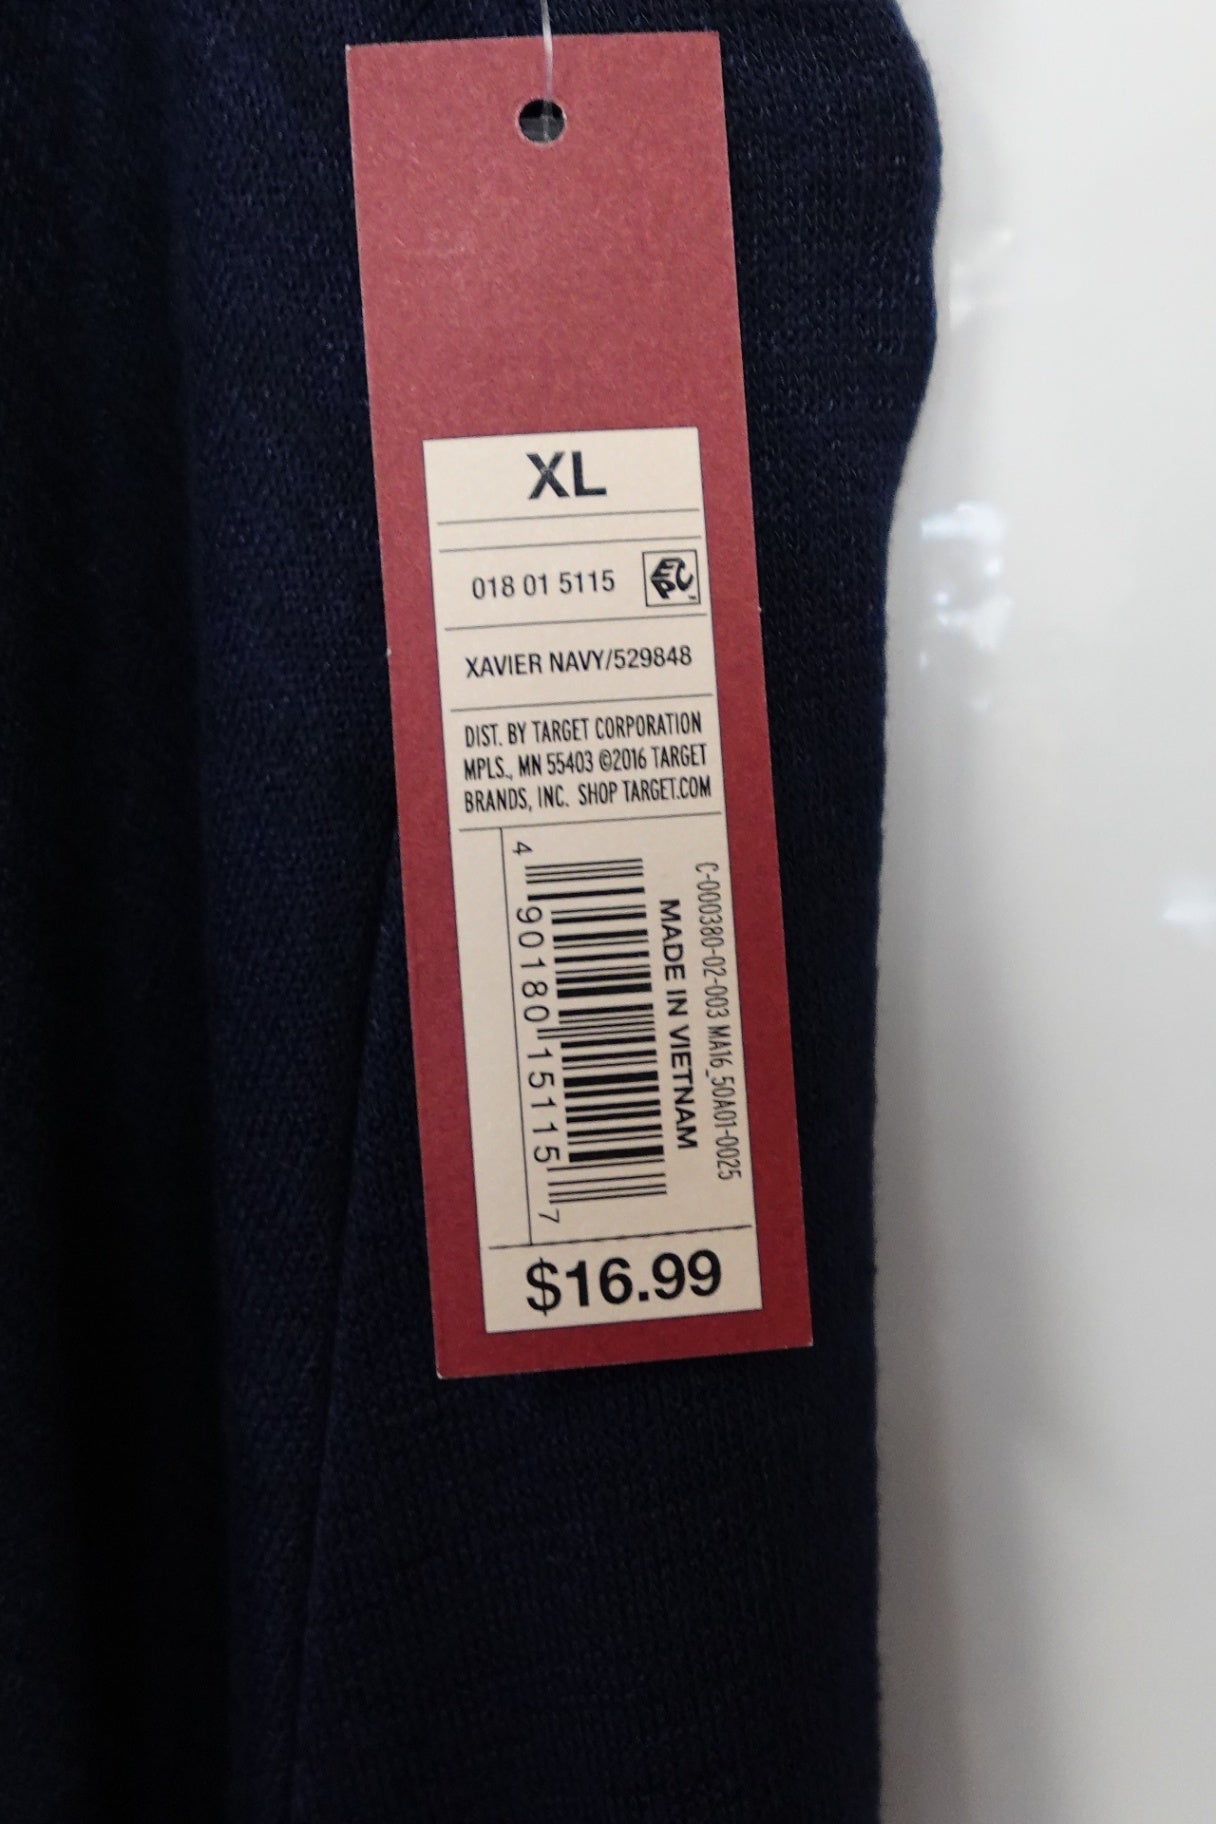 XL
018 01 5115
EPC
XAVIER NAVY/529848
DIST. BY TARGET CORPORATION
MPLS., MN 55403 ©2016 TARGET
BRANDS, INC. SHOP TARGET.COM
C-000380-02-003 MA16_50A01-0025
MADE IN VIETNAM
4 90180 15115 7
$16.99